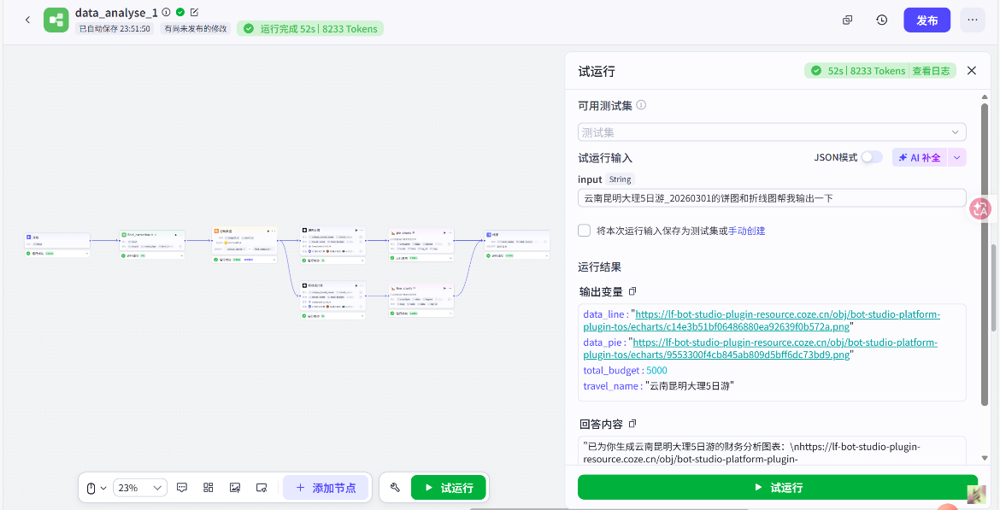 data_analyse_1
已自动保存 23:51:50
有尚未发布的修改
运行完成 52s | 8233 Tokens
发布
试运行
52s | 8233 Tokens
查看日志
可用测试集
测试集
试运行输入
JSON模式
AI 补全
input String
云南昆明大理5日游_20260301的饼图和折线图帮我输出一下
将本次运行输入保存为测试集或手动创建
运行结果
输出变量
data_line : "https://lf-bot-studio-plugin-resource.coze.cn/obj/bot-studio-platform-
plugin-tos/echarts/c14e3b51bf06486880ea92639f0b572a.png"
data_pie : "https://lf-bot-studio-plugin-resource.coze.cn/obj/bot-studio-platform-
plugin-tos/echarts/9553300f4cb845ab809d5bff6dc73bd9.png"
total_budget : 5000
travel_name : "云南昆明大理5日游"
回答内容
"已为你生成云南昆明大理5日游的财务分析图表：\nhttps://lf-bot-studio-plugin-
resource.coze.cn/obj/bot-studio-platform-plugin-
23%
添加节点
试运行
试运行